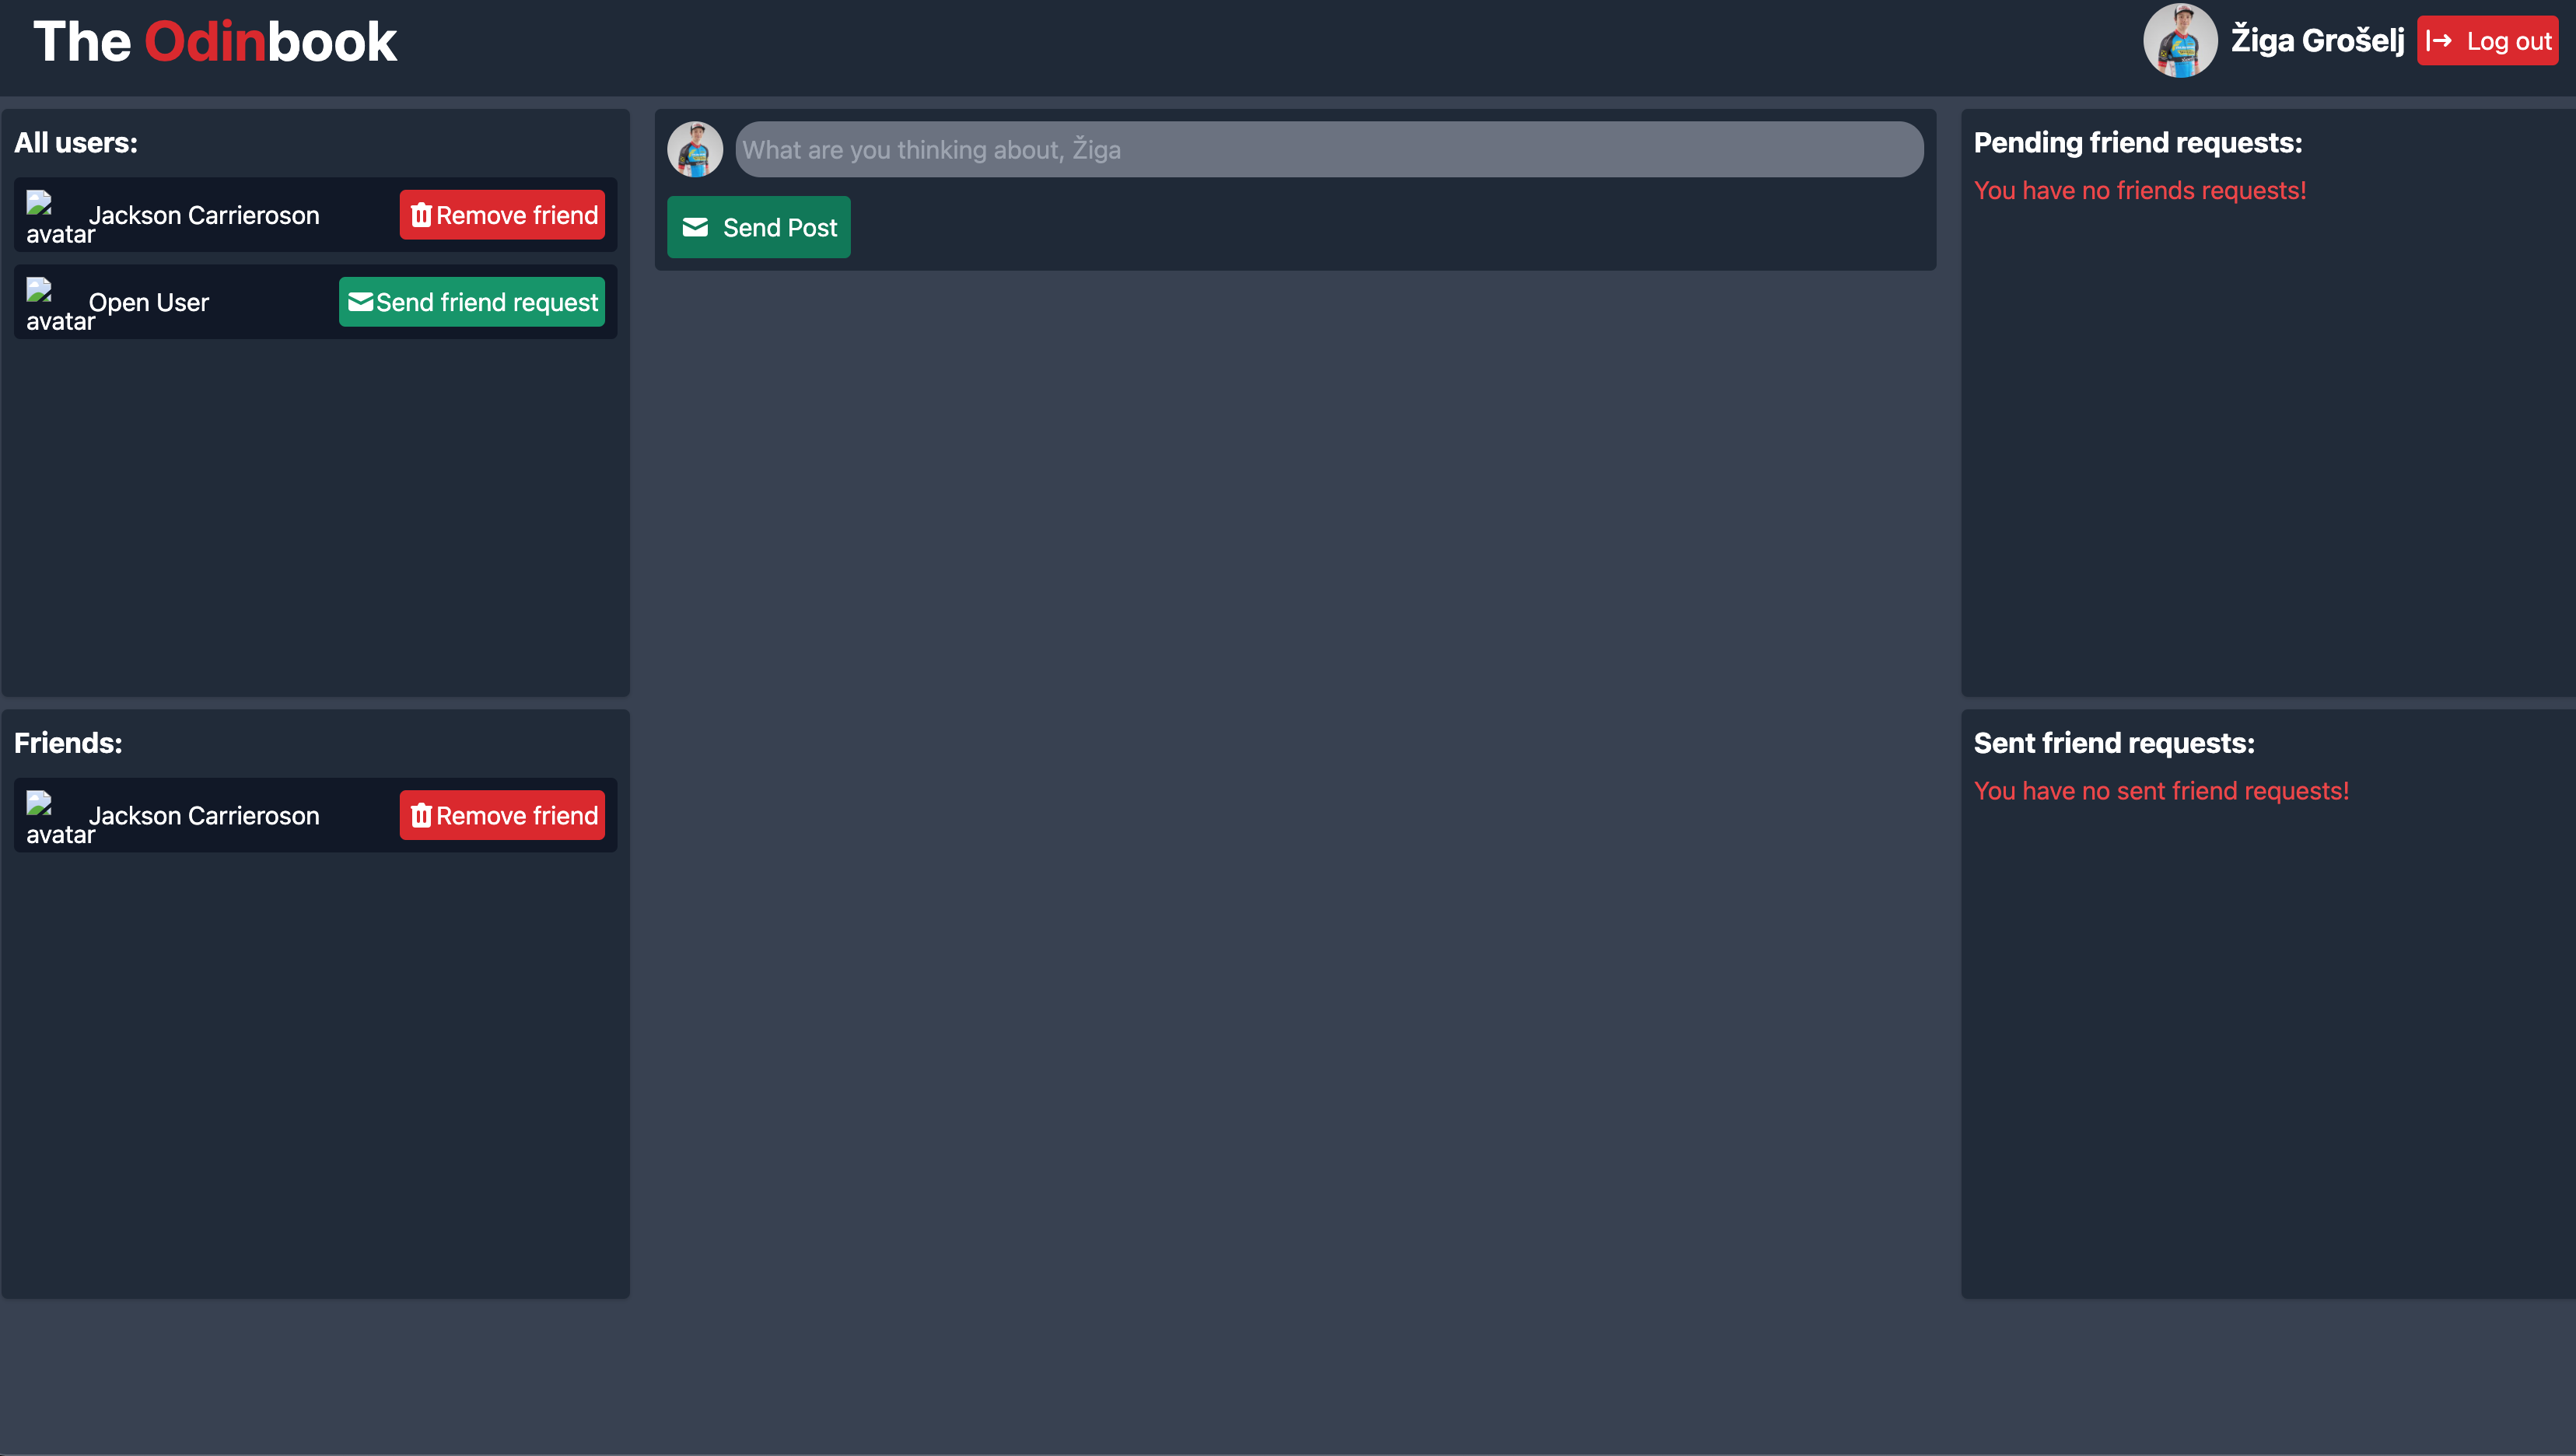 The Odinbook
Žiga Grošelj
Log out
All users:
avatar
Jackson Carrieroson
Remove friend
avatar
Open User
Send friend request
Friends:
avatar
Jackson Carrieroson
Remove friend
What are you thinking about, Žiga
Send Post
Pending friend requests:
You have no friends requests!
Sent friend requests:
You have no sent friend requests!